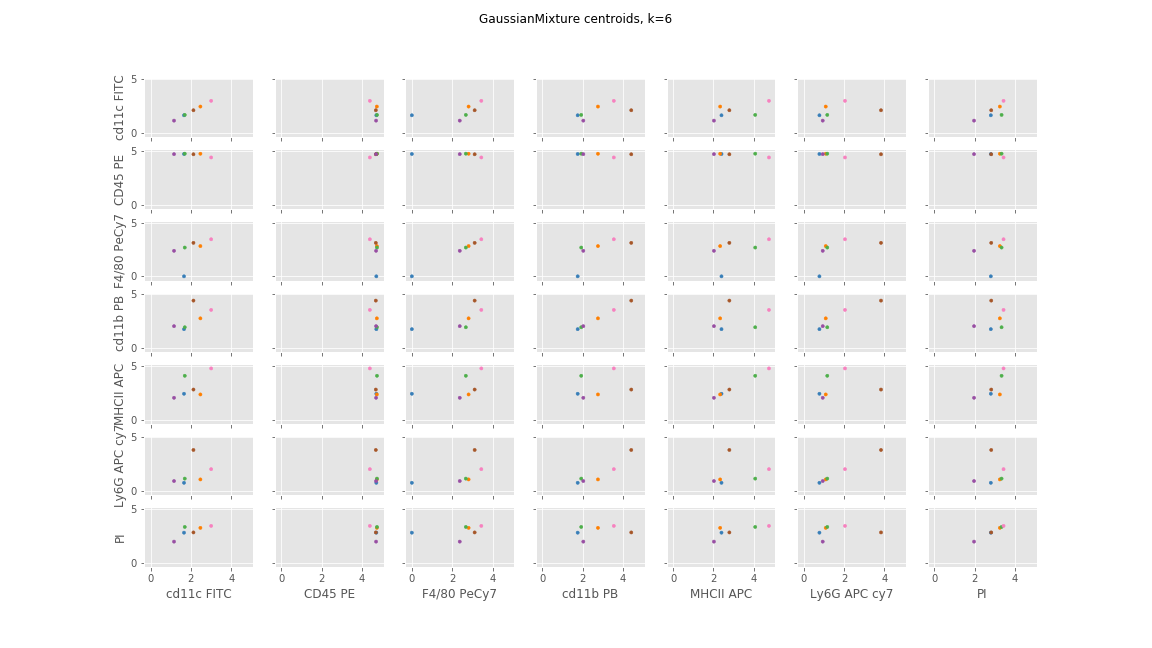 GaussianMixture centroids, k=6
cd11c FITC
5
0
CD45 PE
5
0
F4/80 PeCy7
5
0
cd11b PB
5
0
MHCII APC
5
0
Ly6G APC cy7
5
0
PI
5
0
0 2 4 0 2 4 0 2 4 0 2 4 0 2 4 0 2 4 0 2 4
cd11c FITC CD45 PE F4/80 PeCy7 cd11b PB MHCII APC Ly6G APC cy7 PI